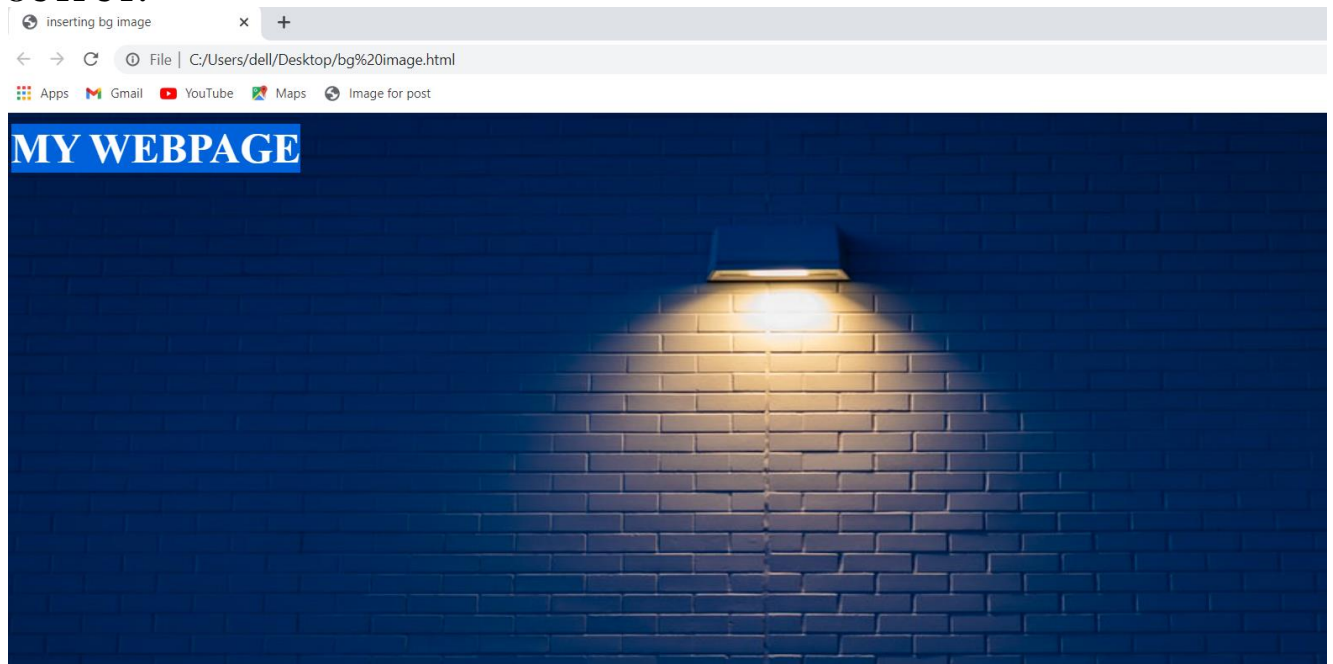 inserting bg image
File | C:/Users/dell/Desktop/bg%20image.html
Apps Gmail YouTube Maps Image for post
MY WEBPAGE